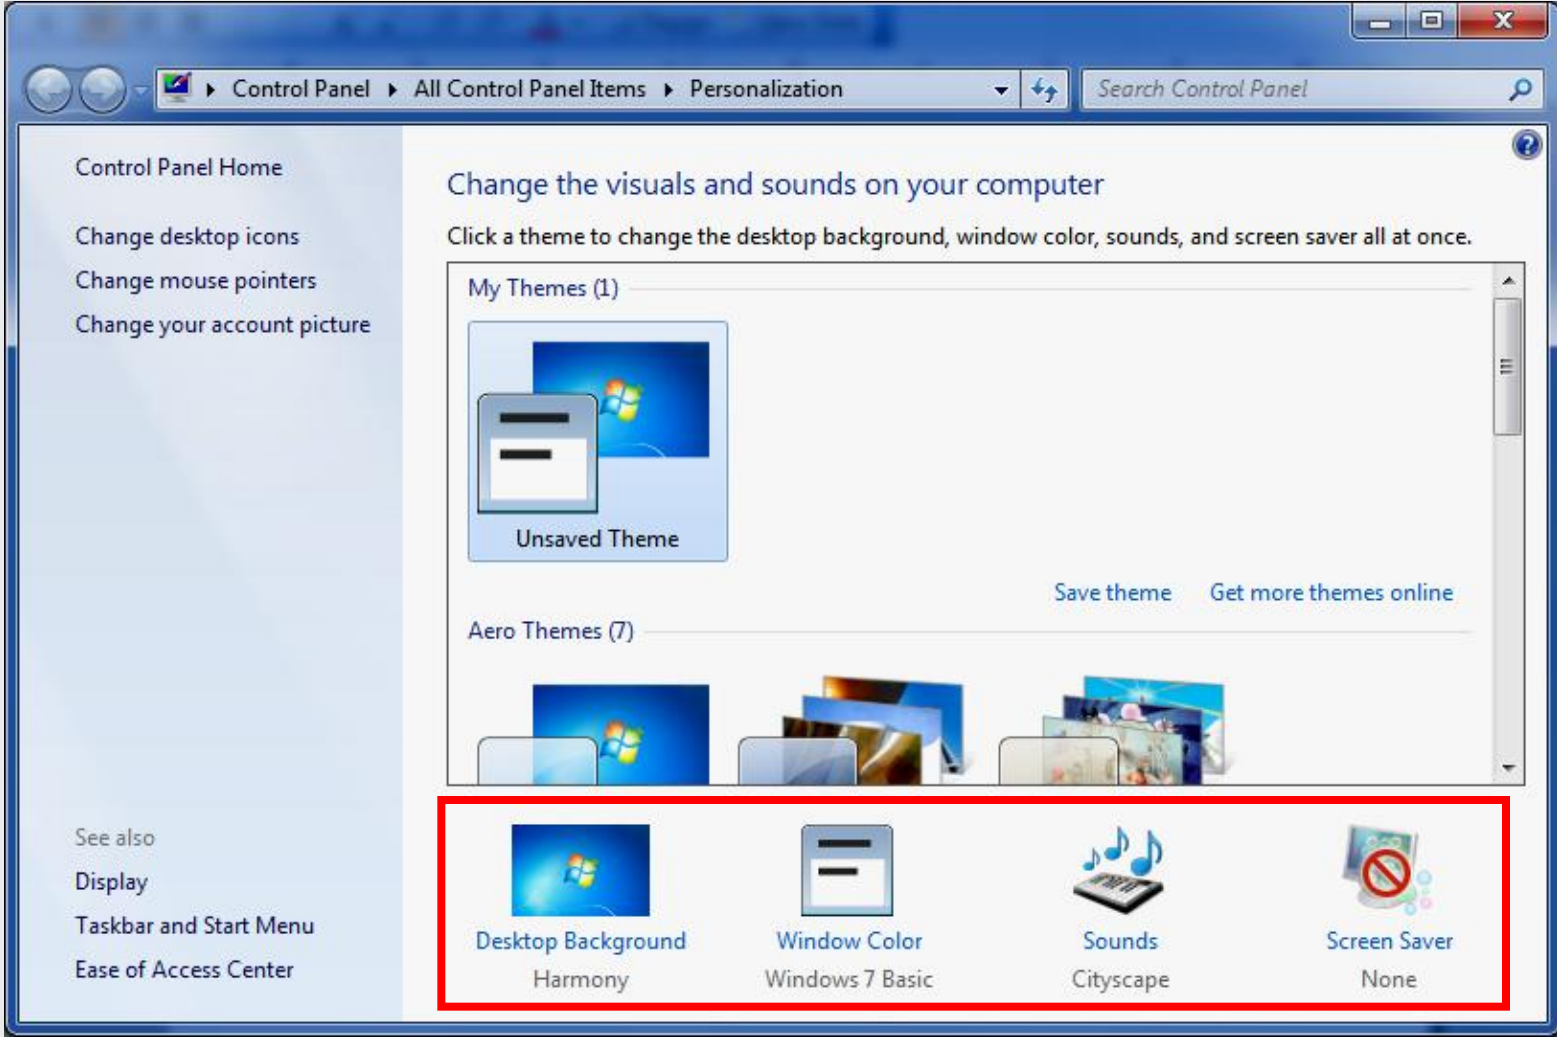 Control Panel All Control Panel Items Personalization
Search Control Panel
Control Panel Home
Change desktop icons
Change mouse pointers
Change your account picture
See also
Display
Taskbar and Start Menu
Ease of Access Center
Change the visuals and sounds on your computer
Click a theme to change the desktop background, window color, sounds, and screen saver all at once.
My Themes (1)
Unsaved Theme
Save theme Get more themes online
Aero Themes (7)
Desktop Background
Harmony
Window Color
Windows 7 Basic
Sounds
Cityscape
Screen Saver
None